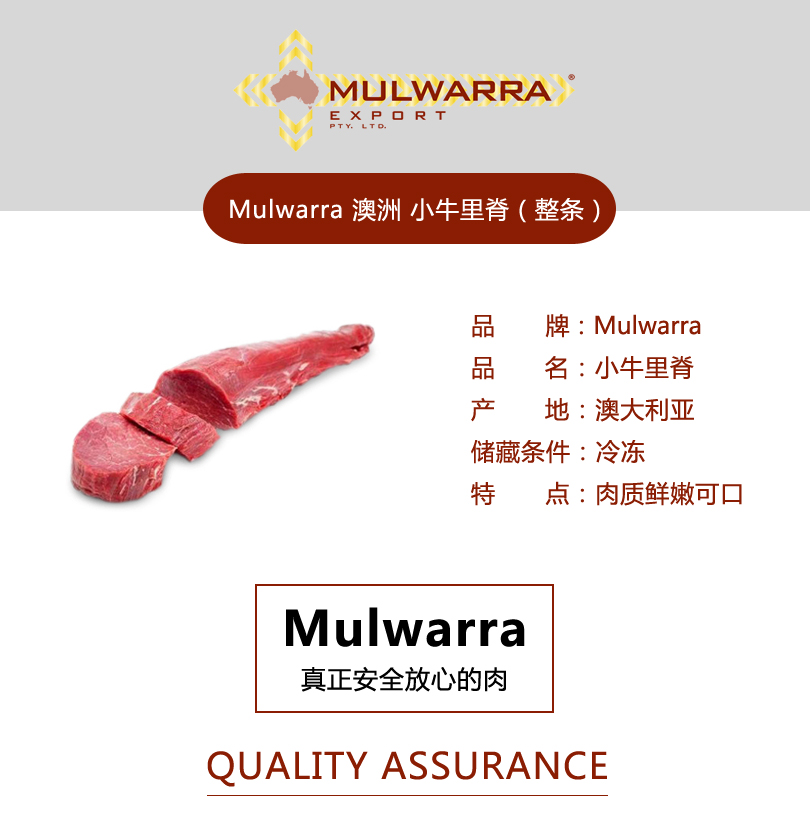 MULWARRA®
EXPORT
PTY. LTD.
Mulwarra 澳洲 小牛里脊（整条）
品 牌：Mulwarra
品 名：小牛里脊
产 地：澳大利亚
储藏条件：冷冻
特 点：肉质鲜嫩可口
Mulwarra
真正安全放心的肉
QUALITY ASSURANCE